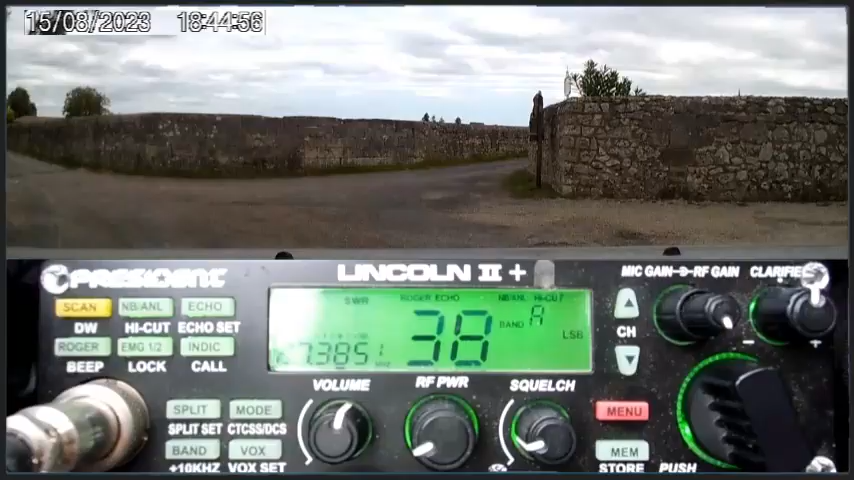 15/08/2023 18:44:56
PRESIDENT LINCOLN II + MIC GAIN RF GAIN CLARIFIER
SCAN NB/ANL ECHO
DW HI-CUT ECHO SET
ROGER EMG 1/2 INDIC
BEEP LOCK CALL
SWR ROGER ECHO NB/ANL HI-CUT
38 BAND A LSB
27.3851
CH
VOLUME RF PWR SQUELCH
SPLIT MODE
SPLIT SET CTCSS/DCS
BAND VOX
+10KHZ VOX SET
MENU
MEM
STORE PUSH